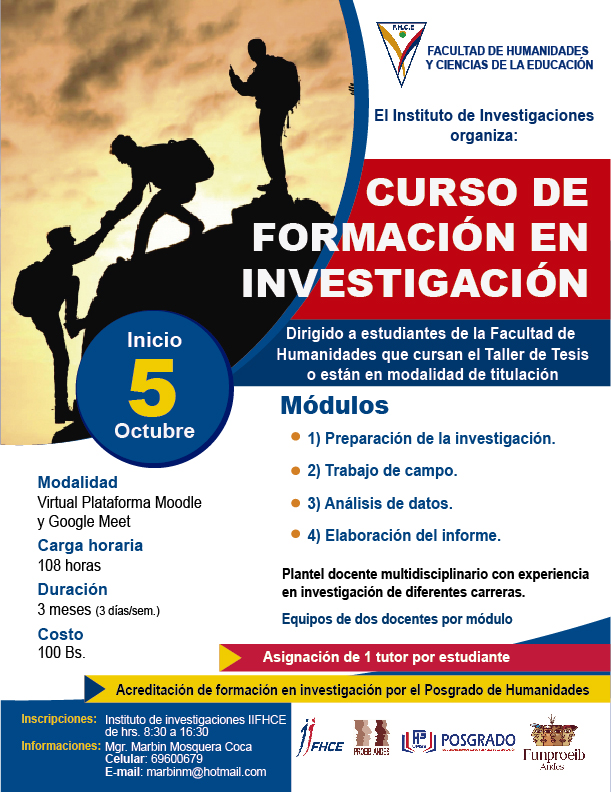 F.H.C.E
FACULTAD DE HUMANIDADES
Y CIENCIAS DE LA EDUCACIÓN
El Instituto de Investigaciones
organiza:
CURSO DE
FORMACIÓN EN
INVESTIGACIÓN
Dirigido a estudiantes de la Facultad de
Humanidades que cursan el Taller de Tesis
o están en modalidad de titulación
Inicio
5
Octubre
Módulos
1) Preparación de la investigación.
2) Trabajo de campo.
3) Análisis de datos.
4) Elaboración del informe.
Modalidad
Virtual Plataforma Moodle
y Google Meet
Carga horaria
108 horas
Duración
3 meses (3 días/sem.)
Costo
100 Bs.
Plantel docente multidisciplinario con experiencia
en investigación de diferentes carreras.
Equipos de dos docentes por módulo
Asignación de 1 tutor por estudiante
Acreditación de formación en investigación por el Posgrado de Humanidades
Inscripciones: Instituto de investigaciones IIFHCE
de hrs. 8:30 a 16:30
Informaciones: Mgr. Marbin Mosquera Coca
Celular: 69600679
E-mail: marbinm@hotmail.com
IIFHCE
PROEIB ANDES
POSGRADO
Funproeib
Andes